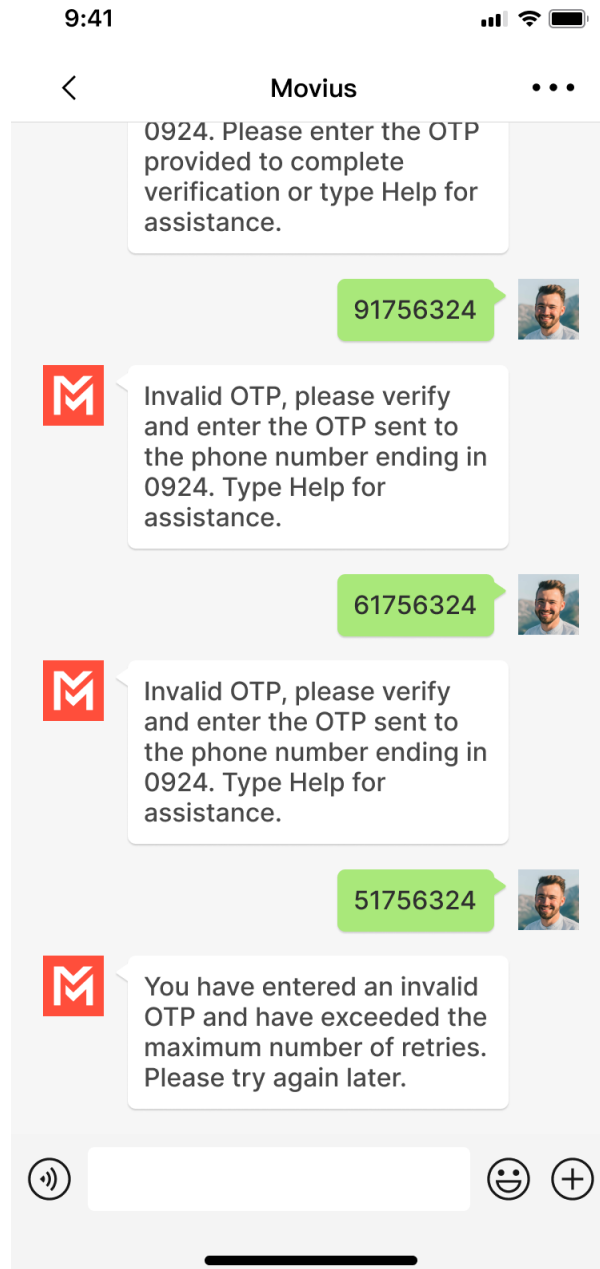 9:41
Movius
0924. Please enter the OTP
provided to complete
verification or type Help for
assistance.
91756324
Invalid OTP, please verify
and enter the OTP sent to
the phone number ending in
0924. Type Help for
assistance.
61756324
Invalid OTP, please verify
and enter the OTP sent to
the phone number ending in
0924. Type Help for
assistance.
51756324
You have entered an invalid
OTP and have exceeded the
maximum number of retries.
Please try again later.